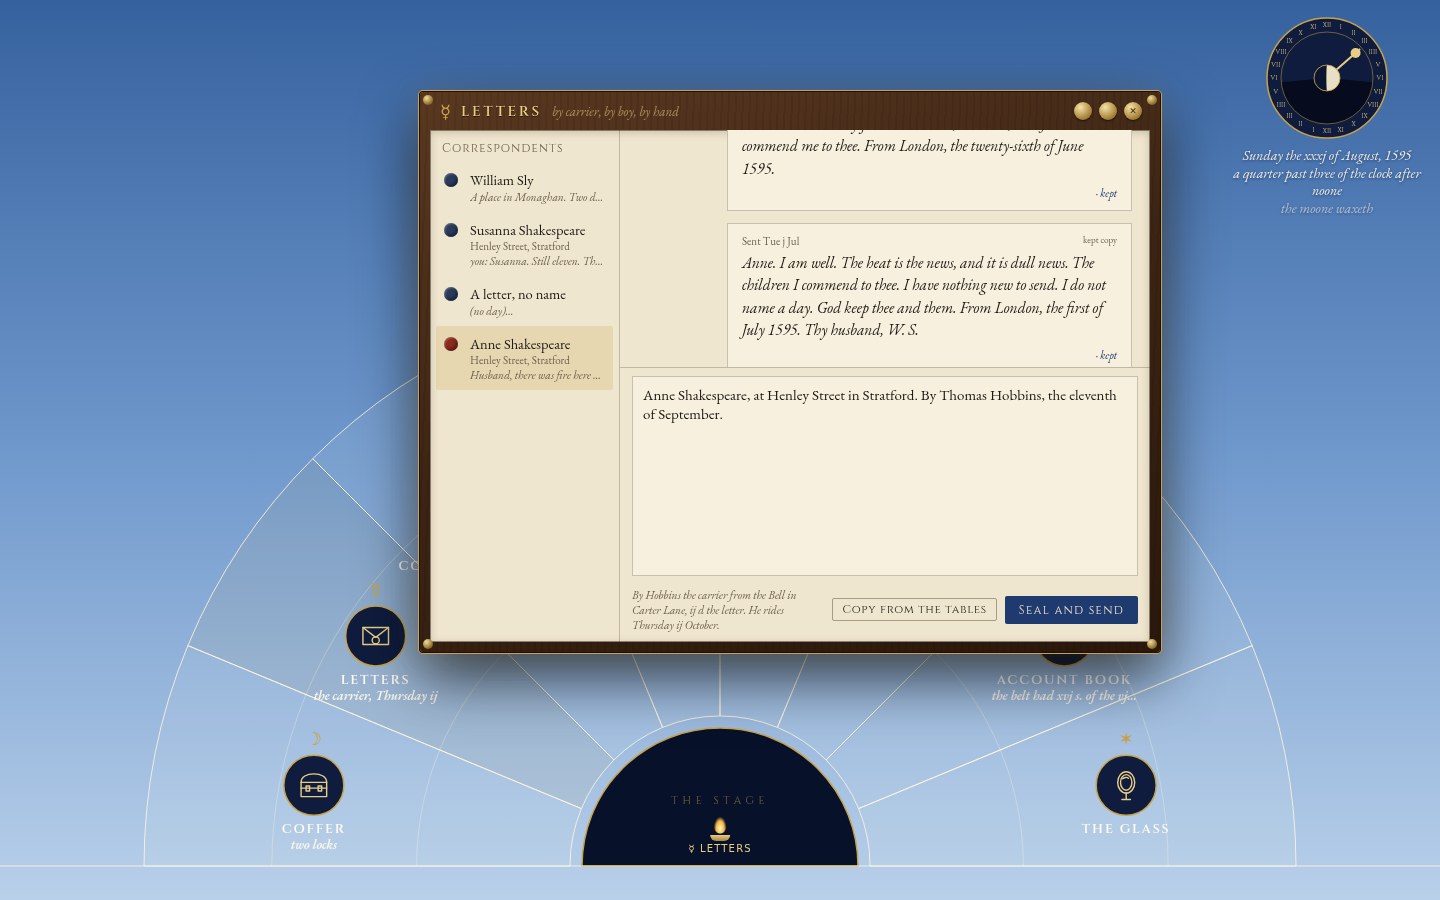 ☿ LETTERS by carrier, by boy, by hand
Correspondents
William Sly
A place in Monaghan. Two d...
Susanna Shakespeare
Henley Street, Stratford
you: Susanna. Still eleven. Th...
A letter, no name
(no day)...
Anne Shakespeare
Henley Street, Stratford
Husband, there was fire here ...
commend me to thee. From London, the twenty-sixth of June
1595.
· kept
Sent Tue j Jul
kept copy
Anne. I am well. The heat is the news, and it is dull news. The
children I commend to thee. I have nothing new to send. I do not
name a day. God keep thee and them. From London, the first of
July 1595. Thy husband, W. S.
· kept
Anne Shakespeare, at Henley Street in Stratford. By Thomas Hobbins, the eleventh
of September.
By Hobbins the carrier from the Bell in
Carter Lane, ij d the letter. He rides
Thursday ij October.
Copy from the tables
Seal and send
Sunday the xxxj of August, 1595
a quarter past three of the clock after
noone
the moone waxeth
CO
LETTERS
the carrier, Thursday ij
COFFER
two locks
ACCOUNT BOOK
the belt had xvj s. of the vj...
THE GLASS
THE STAGE
☿ LETTERS